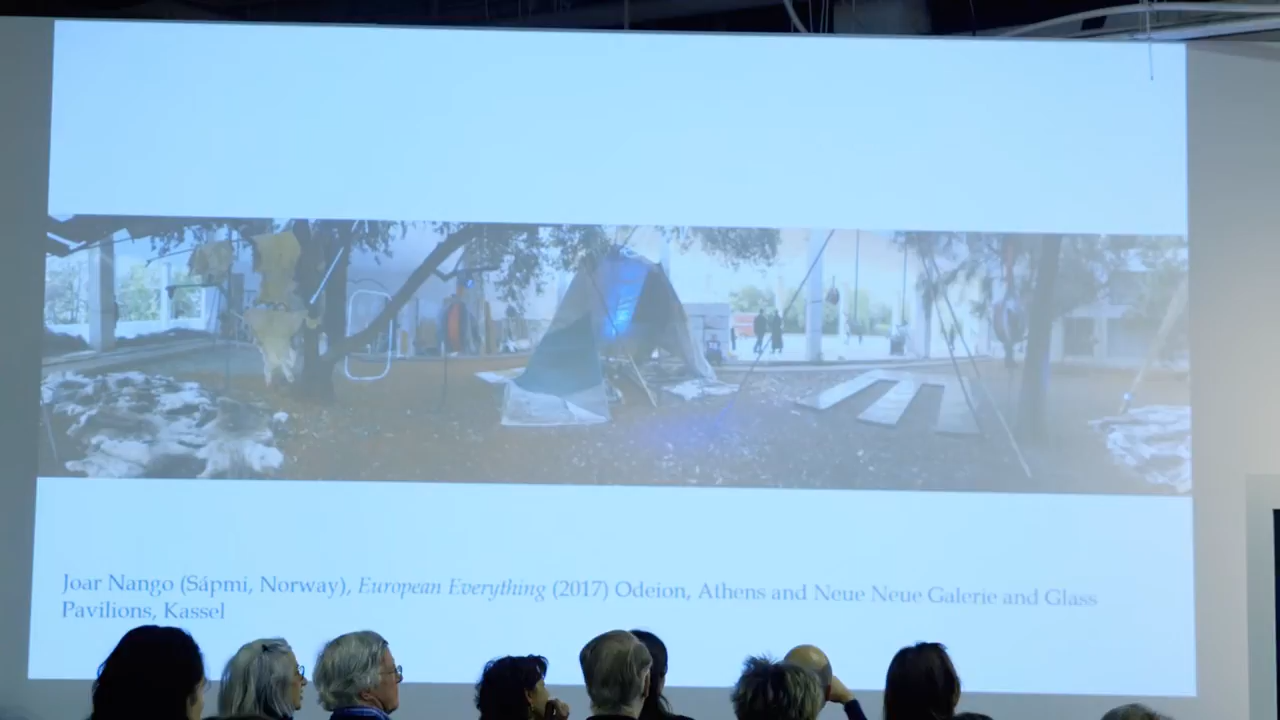 Joar Nango (Sápmi, Norway), European Everything (2017) Odeion, Athens and Neue Neue Galerie and Glass
Pavilions, Kassel